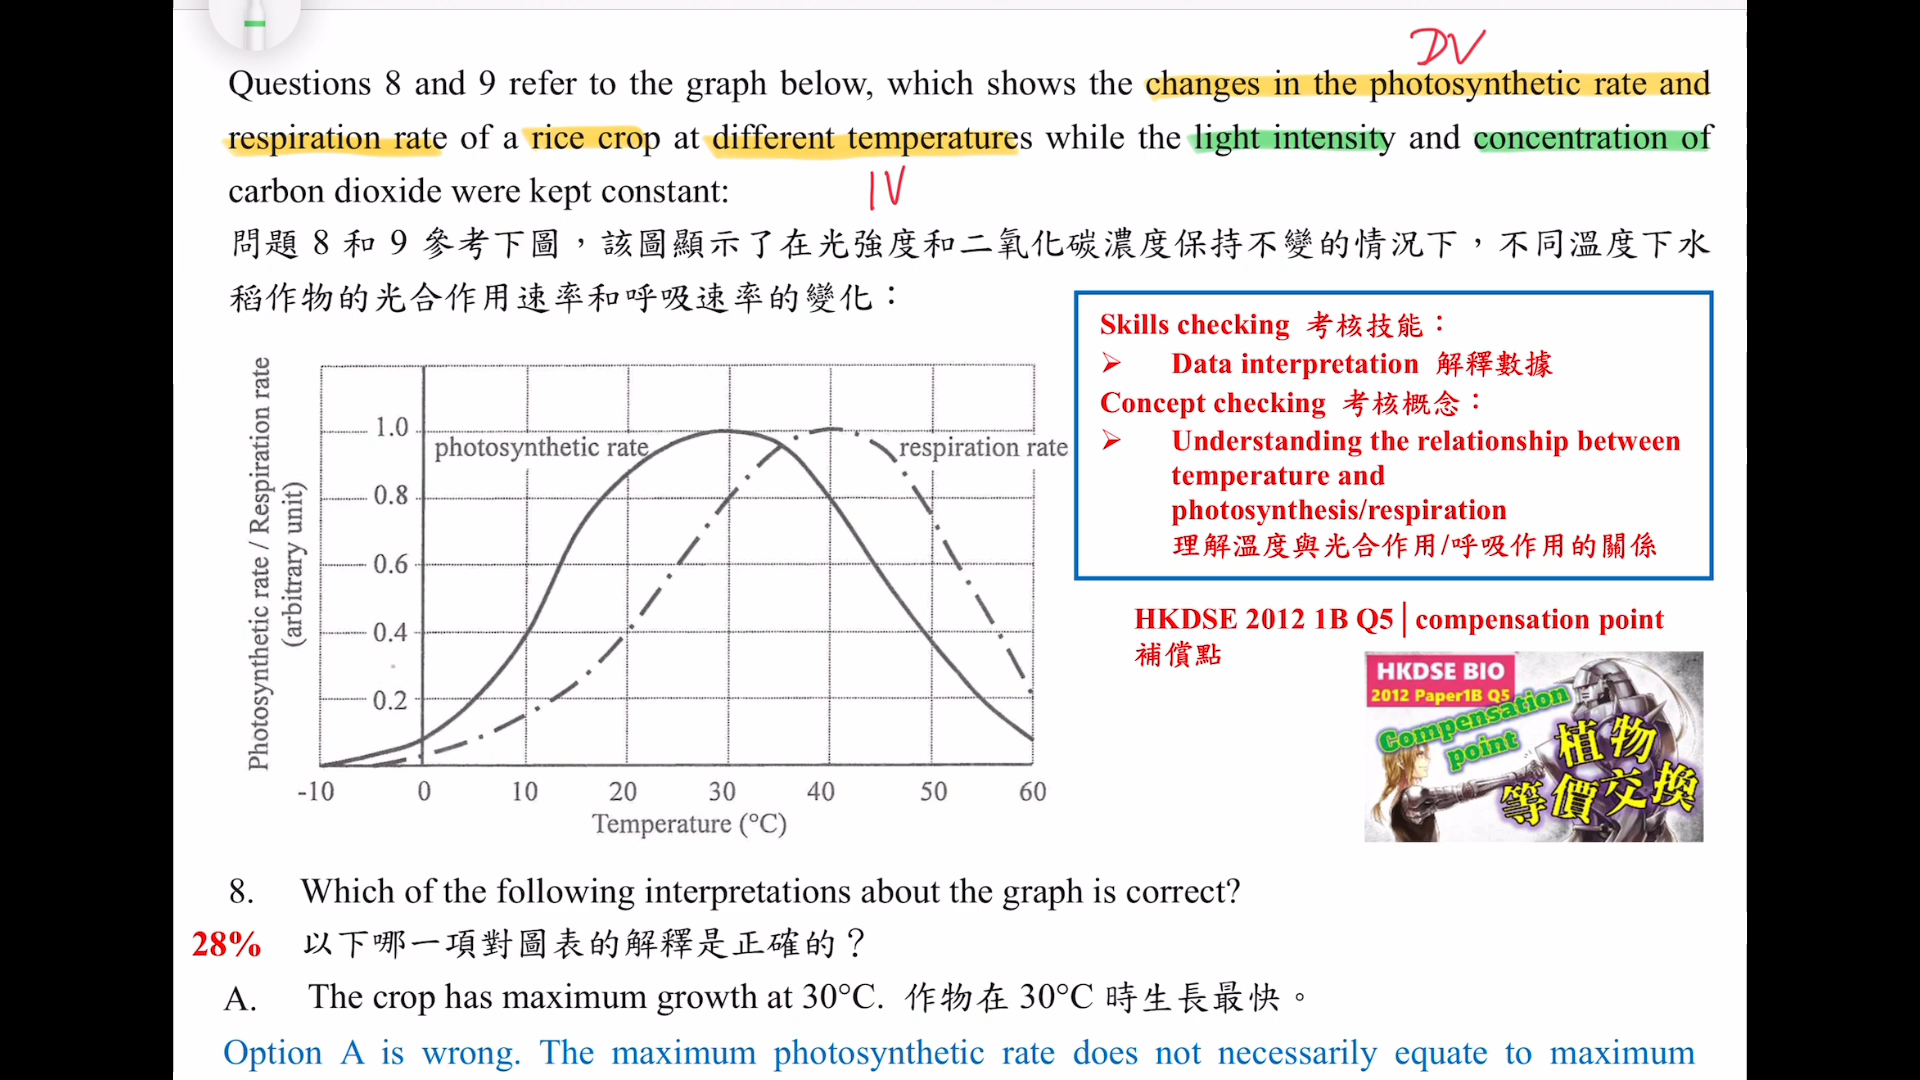 DV
Questions 8 and 9 refer to the graph below, which shows the changes in the photosynthetic rate and
respiration rate of a rice crop at different temperatures while the light intensity and concentration of
carbon dioxide were kept constant:
IV
問題 8 和 9 參考下圖，該圖顯示了在光強度和二氧化碳濃度保持不變的情況下，不同溫度下水
稻作物的光合作用速率和呼吸速率的變化：
Photosynthetic rate / Respiration rate
(arbitrary unit)
1.0
0.8
0.6
0.4
0.2
photosynthetic rate
respiration rate
-10 0 10 20 30 40 50 60
Temperature (°C)
Skills checking 考核技能：
➢ Data interpretation 解釋數據
Concept checking 考核概念：
➢ Understanding the relationship between
temperature and
photosynthesis/respiration
理解溫度與光合作用/呼吸作用的關係
HKDSE 2012 1B Q5│compensation point
補償點
HKDSE BIO
2012 Paper1B Q5
Compensation
point
植物
等價交換
8. Which of the following interpretations about the graph is correct?
28% 以下哪一項對圖表的解釋是正確的？
A. The crop has maximum growth at 30°C. 作物在 30°C 時生長最快。
Option A is wrong. The maximum photosynthetic rate does not necessarily equate to maximum